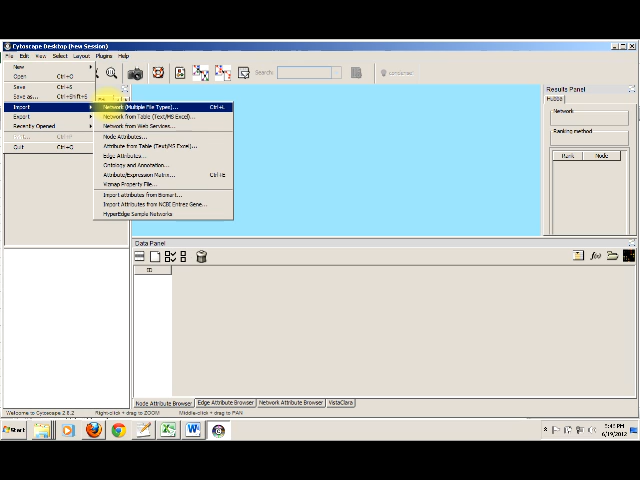 Cytoscape Desktop (New Session)
File Edit View Select Layout Plugins Help
New
Open Ctrl+O
Save Ctrl+S
Save as... Ctrl+Shift+S
Import
Export
Recently Opened
Quit Ctrl+Q
Network (Multiple File Types)... Ctrl+L
Network from Table (Text/MS Excel)...
Network from Web Services...
Node Attributes...
Attribute from Table (Text/MS Excel)...
Edge Attributes...
Ontology and Annotation...
Attribute/Expression Matrix... Ctrl+E
Vizmap Property File...
Import attributes from Biomart...
Import Attributes from NCBI Entrez Gene...
HyperEdge Sample Networks
Search:
Results Panel
Hubba
Network
Ranking method
Rank Node
Data Panel
f(x)
ID
Node Attribute Browser Edge Attribute Browser Network Attribute Browser VistaClara
Welcome to Cytoscape 2.8.2 Right-click + drag to ZOOM Middle-click + drag to PAN
Start
6/19/2012